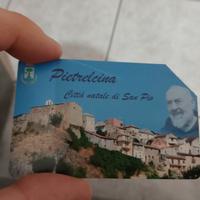 Pietrelcina
Città natale di San Pio